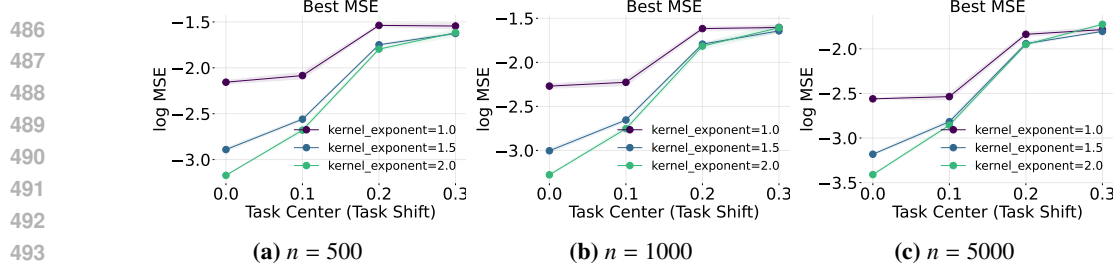 486
487
488
489
490
491
492
493
Best MSE
log MSE
−1.5
−2.0
−2.5
−3.0
kernel_exponent=1.0
kernel_exponent=1.5
kernel_exponent=2.0
0.0 0.1 0.2 0.3
Task Center (Task Shift)
(a) n = 500
Best MSE
log MSE
−1.5
−2.0
−2.5
−3.0
kernel_exponent=1.0
kernel_exponent=1.5
kernel_exponent=2.0
0.0 0.1 0.2 0.3
Task Center (Task Shift)
(b) n = 1000
Best MSE
log MSE
−2.0
−2.5
−3.0
−3.5
kernel_exponent=1.0
kernel_exponent=1.5
kernel_exponent=2.0
0.0 0.1 0.2 0.3
Task Center (Task Shift)
(c) n = 5000